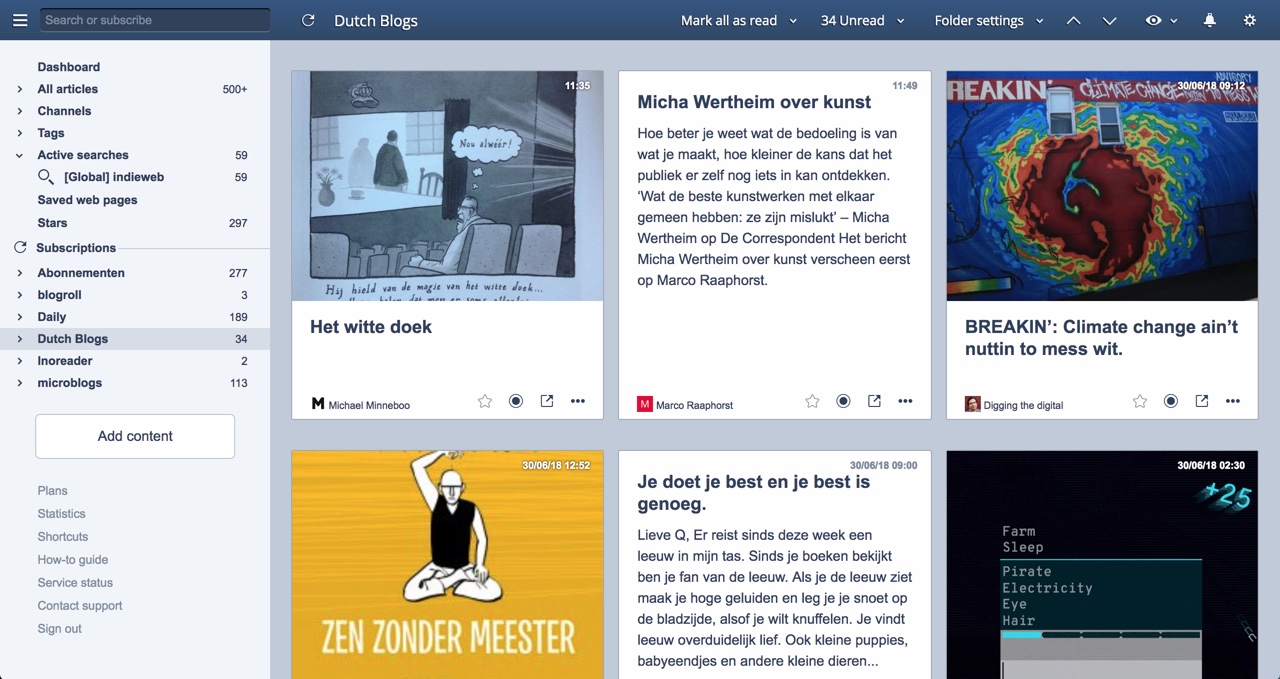 Search or subscribe
Dutch Blogs
Mark all as read
34 Unread
Folder settings
Dashboard
All articles 500+
Channels
Tags
Active searches 59
[Global] indieweb 59
Saved web pages
Stars 297
Subscriptions
Abonnementen 277
blogroll 3
Daily 189
Dutch Blogs 34
Inoreader 2
microblogs 113
Add content
Plans
Statistics
Shortcuts
How-to guide
Service status
Contact support
Sign out
11:35
Nou alwéér!
Hij hield van de magie van het witte doek...
Het witte doek
M Michael Minneboo
11:49
Micha Wertheim over kunst
Hoe beter je weet wat de bedoeling is van
wat je maakt, hoe kleiner de kans dat het
publiek er zelf nog iets in kan ontdekken.
‘Wat de beste kunstwerken met elkaar
gemeen hebben: ze zijn mislukt’ – Micha
Wertheim op De Correspondent Het bericht
Micha Wertheim over kunst verscheen eerst
op Marco Raaphorst.
M Marco Raaphorst
30/06/18 09:12
BREAKIN’: Climate change ain’t
nuttin to mess wit.
Digging the digital
30/06/18 12:52
ZEN ZONDER MEESTER
30/06/18 09:00
Je doet je best en je best is
genoeg.
Lieve Q, Er reist sinds deze week een
leeuw in mijn tas. Sinds je boeken bekijkt
ben je fan van de leeuw. Als je de leeuw ziet
maak je hoge geluiden en leg je je snoet op
de bladzijde, alsof je wilt knuffelen. Je vindt
leeuw overduidelijk lief. Ook kleine puppies,
babyeendjes en andere kleine dieren...
30/06/18 02:30
+25
Farm
Sleep
Pirate
Electricity
Eye
Hair